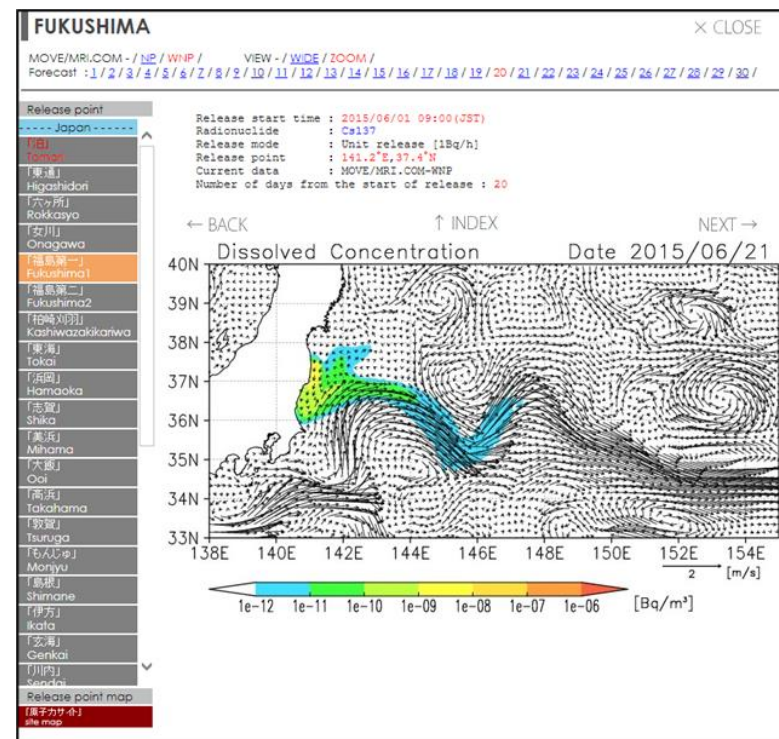 FUKUSHIMA
× CLOSE
MOVE/MRI.COM - / NP / WNP / VIEW - / WIDE / ZOOM /
Forecast : 1 / 2 / 3 / 4 / 5 / 6 / 7 / 8 / 9 / 10 / 11 / 12 / 13 / 14 / 15 / 16 / 17 / 18 / 19 / 20 / 21 / 22 / 23 / 24 / 25 / 26 / 27 / 28 / 29 / 30 /
Release point
----- Japan ------
「泊」
Tomari
「東通」
Higashidori
「六ヶ所」
Rokkasyo
「女川」
Onagawa
「福島第一」
Fukushima1
「福島第二」
Fukushima2
「柏崎刈羽」
Kashiwazakikariwa
「東海」
Tokai
「浜岡」
Hamaoka
「志賀」
Shika
「美浜」
Mihama
「大飯」
Ooi
「高浜」
Takahama
「敦賀」
Tsuruga
「もんじゅ」
Monjyu
「島根」
Shimane
「伊方」
Ikata
「玄海」
Genkai
「川内」
Sendai
Release point map
「原子力サイト」
site map
Release start time : 2015/06/01 09:00(JST)
Radionuclide : Cs137
Release mode : Unit release [1Bq/h]
Release point : 141.2°E,37.4°N
Current data : MOVE/MRI.COM-WNP
Number of days from the start of release : 20
← BACK
↑ INDEX
NEXT →
Dissolved Concentration Date 2015/06/21
40N
39N
38N
37N
36N
35N
34N
33N
138E 140E 142E 144E 146E 148E 150E 152E 154E
2 [m/s]
1e-12 1e-11 1e-10 1e-09 1e-08 1e-07 1e-06 [Bq/m³]